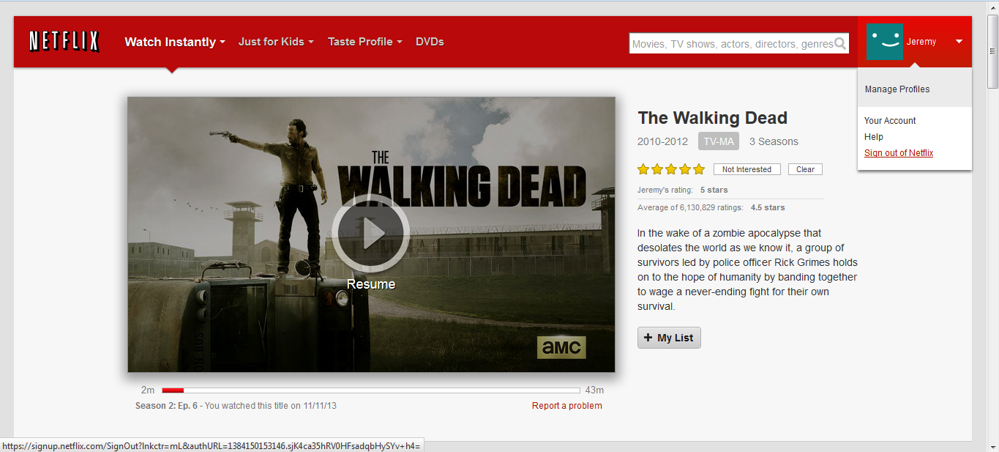 NETFLIX
Watch Instantly
Just for Kids
Taste Profile
DVDs
Movies, TV shows, actors, directors, genres
Jeremy
Manage Profiles
Your Account
Help
Sign out of Netflix
THE
WALKING DEAD
Resume
amc
2m
43m
Season 2: Ep. 6 - You watched this title on 11/11/13
Report a problem
The Walking Dead
2010-2012 TV-MA 3 Seasons
Not Interested
Clear
Jeremy's rating: 5 stars
Average of 6,130,829 ratings: 4.5 stars
In the wake of a zombie apocalypse that
desolates the world as we know it, a group of
survivors led by police officer Rick Grimes holds
on to the hope of humanity by banding together
to wage a never-ending fight for their own
survival.
+ My List
https://signup.netflix.com/SignOut?lnkctr=mL&authURL=1384150153146.sjK4ca35hRV0HFsadqbHySYv+h4=